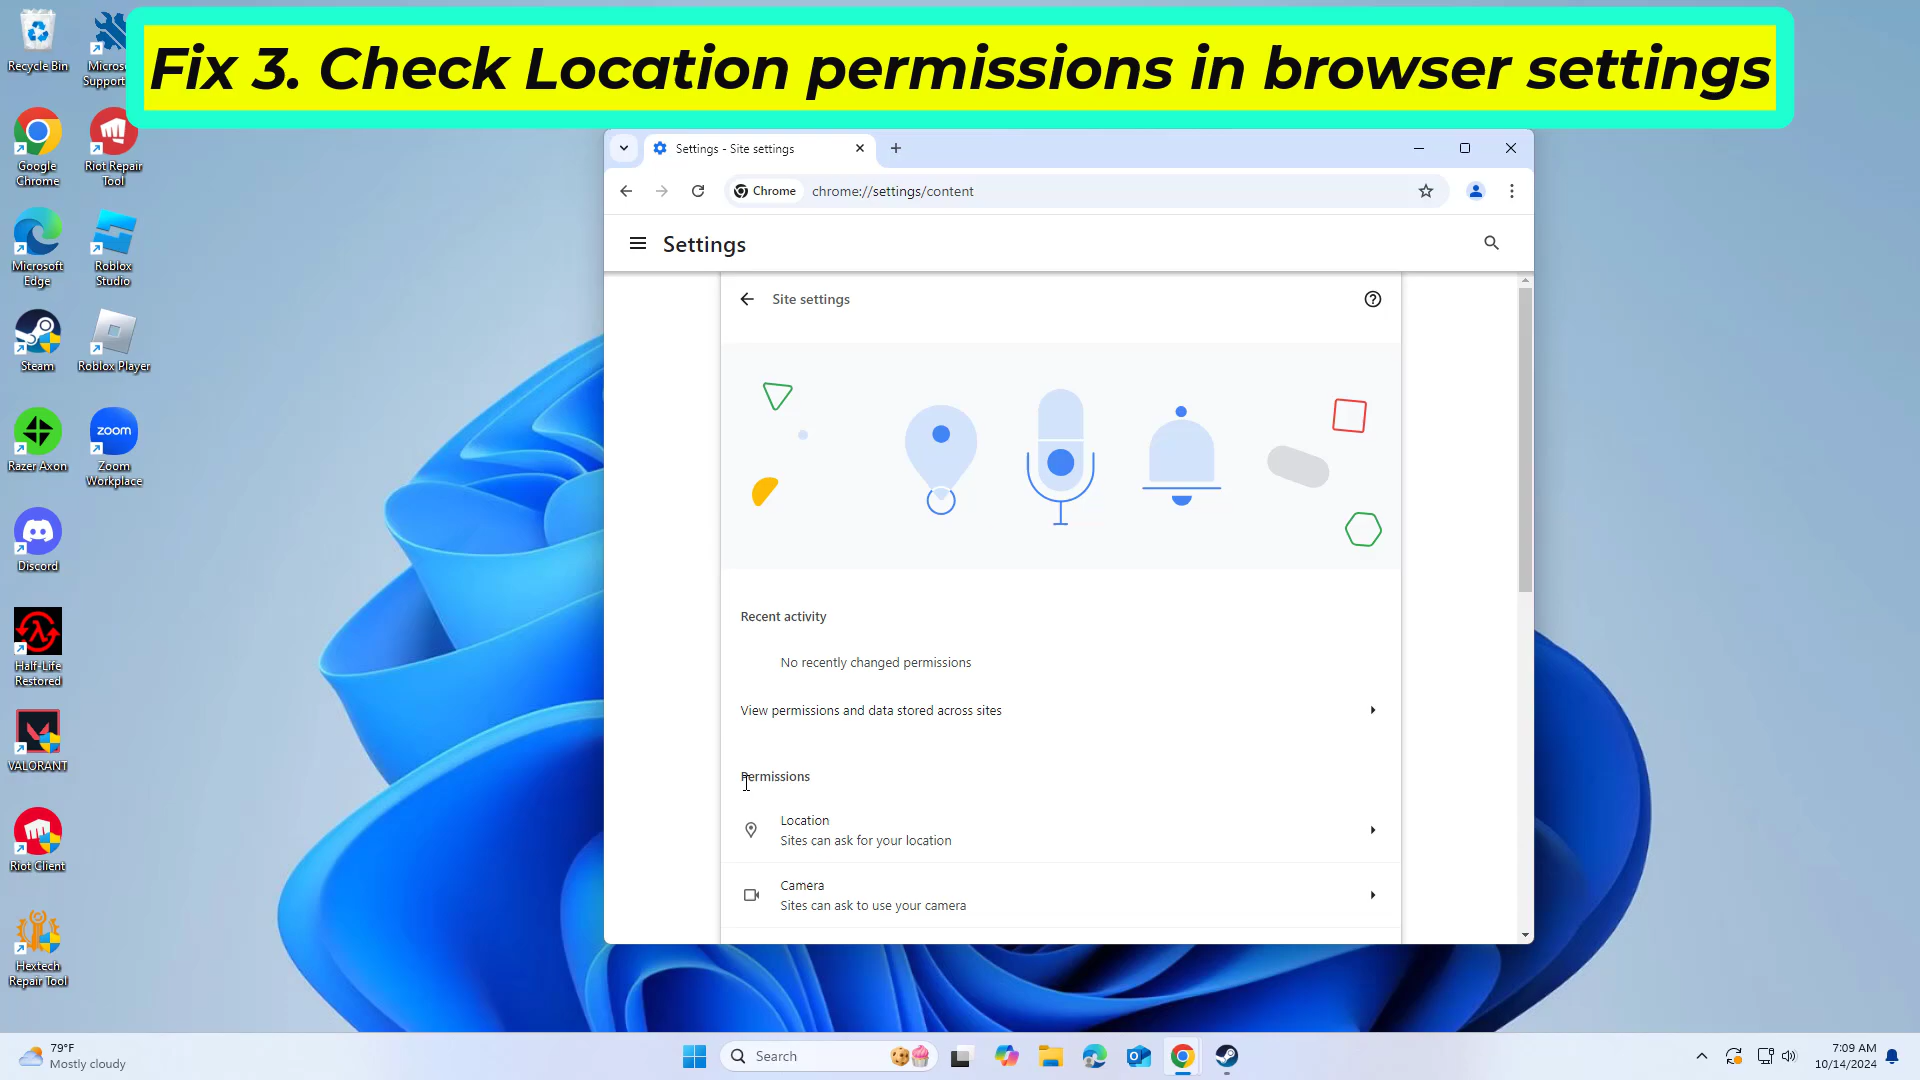 Fix 3. Check Location permissions in browser settings
Recycle Bin
Micros
Support
Google
Chrome
Riot Repair
Tool
Microsoft
Edge
Roblox
Studio
Steam
Roblox Player
Razer Axon
zoom
Zoom
Workplace
Discord
Half-Life
Restored
VALORANT
Riot Client
Hextech
Repair Tool
Settings - Site settings
Chrome
chrome://settings/content
Settings
Site settings
Recent activity
No recently changed permissions
View permissions and data stored across sites
Permissions
Location
Sites can ask for your location
Camera
Sites can ask to use your camera
79°F
Mostly cloudy
Search
7:09 AM
10/14/2024